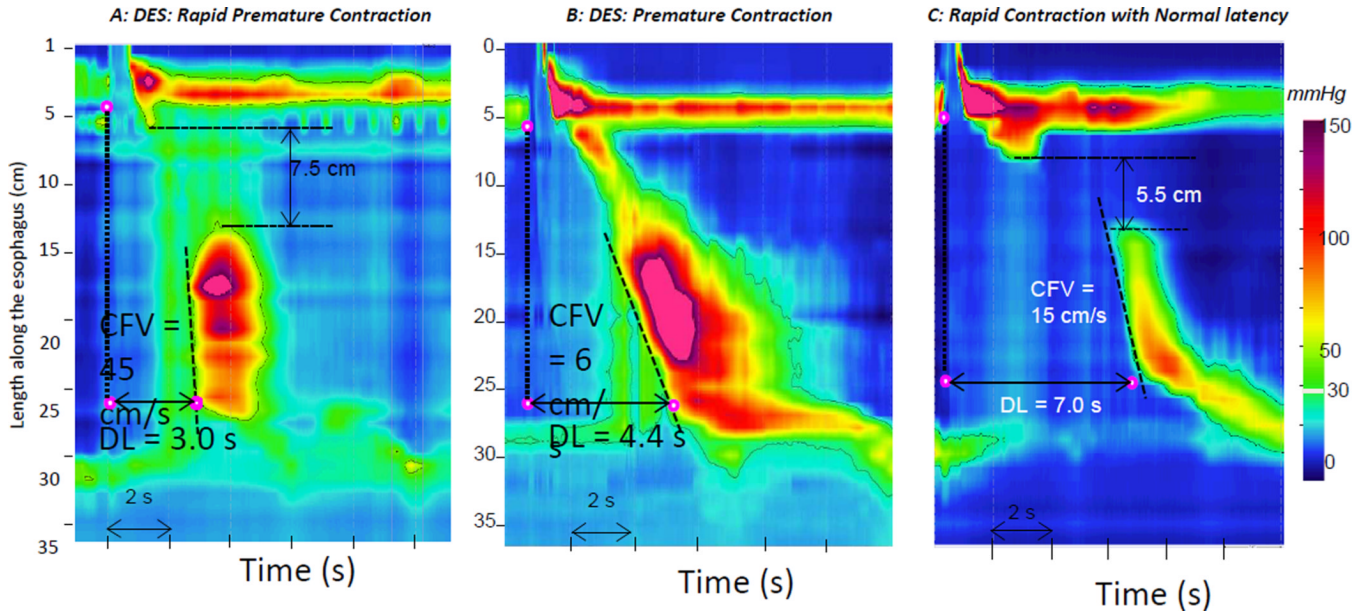 A: DES: Rapid Premature Contraction
B: DES: Premature Contraction
C: Rapid Contraction with Normal latency
Length along the esophagus (cm)
1
5
10
15
20
25
30
35
7.5 cm
CFV =
45
cm/s
DL = 3.0 s
2 s
Time (s)
0
5
10
15
20
25
30
35
CFV
= 6
cm/
s
DL = 4.4 s
2 s
Time (s)
5.5 cm
CFV =
15 cm/s
DL = 7.0 s
2 s
Time (s)
mmHg
150
100
50
30
0